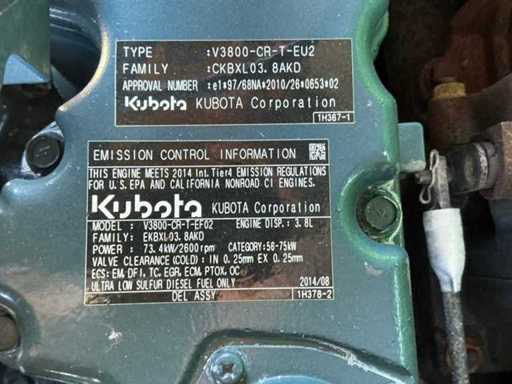 TYPE :V3800-CR-T-EU2
FAMILY :CKBXL03.8AKD
APPROVAL NUMBER :e1*97/68NA*2010/26*0653*02
Kubota KUBOTA Corporation
1H367-1
EMISSION CONTROL INFORMATION
THIS ENGINE MEETS 2014 Int. Tier4 EMISSION REGULATIONS
FOR U.S.EPA AND CALIFORNIA NONROAD CI ENGINES.
Kubota KUBOTA Corporation
MODEL : V3800-CR-T-EF02 ENGINE DISP.: 3.8L
FAMILY: EKBXL03.8AKD
POWER : 73.4kW/2600rpm CATEGORY:56-75kW
VALVE CLEARANCE(COLD): IN 0.25mm EX 0.25mm
ECS: EM, DFI, TC, EGR, ECM, PTOX, OC
ULTRA LOW SULFUR DIESEL FUEL ONLY 2014/08
DEL ASSY 1H378-2